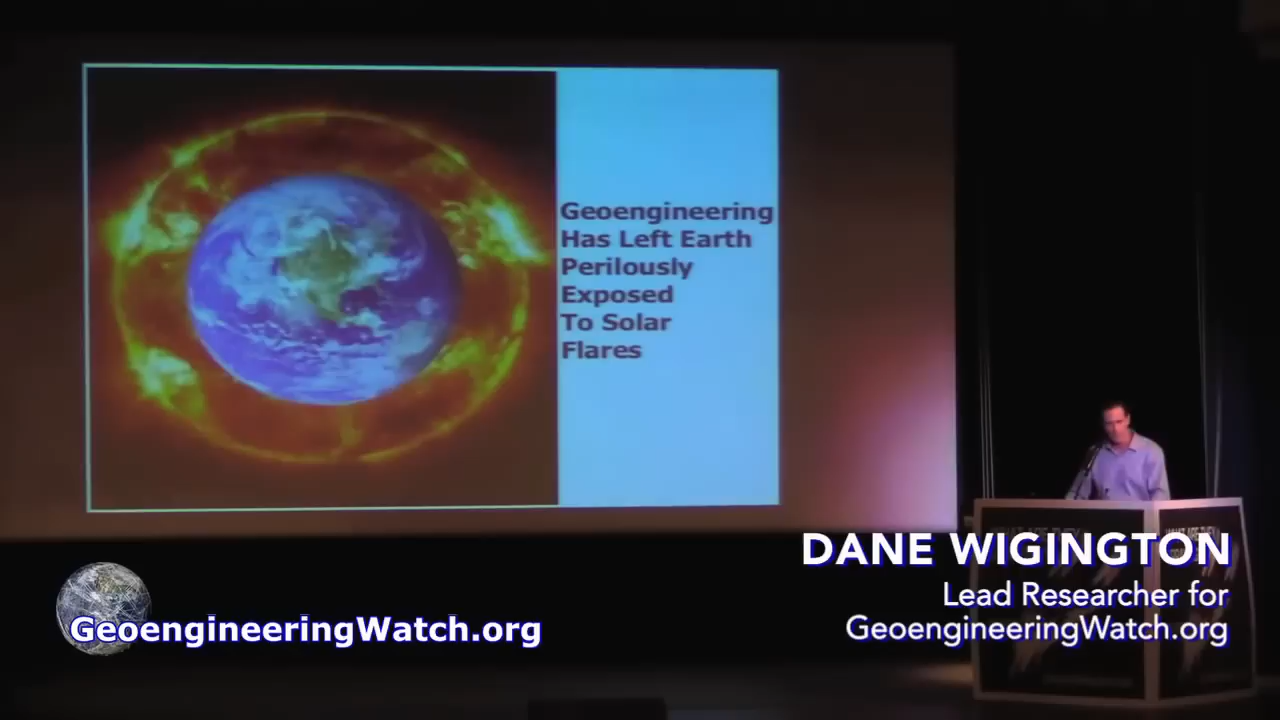 Geoengineering
Has Left Earth
Perilously
Exposed
To Solar
Flares
DANE WIGINGTON
Lead Researcher for
GeoengineeringWatch.org
GeoengineeringWatch.org